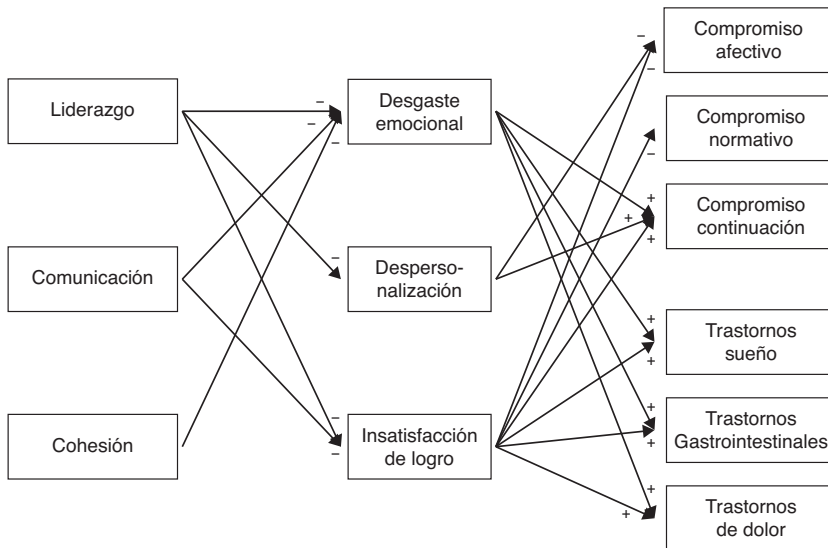 Liderazgo
Comunicación
Cohesión
Desgaste
emocional
Desperso-
nalización
Insatisfacción
de logro
Compromiso
afectivo
Compromiso
normativo
Compromiso
continuación
Trastornos
sueño
Trastornos
Gastrointestinales
Trastornos
de dolor
–
–
–
–
–
–
–
–
–
+
+
+
+
+
+
+
+
+